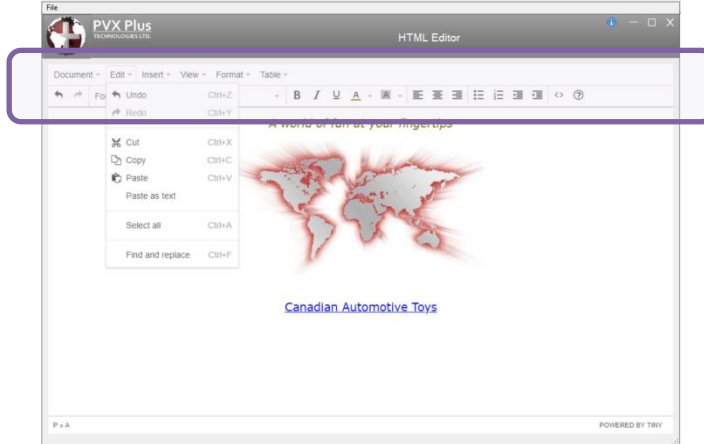 File
PVX Plus
TECHNOLOGIES LTD.
HTML Editor
Document Edit Insert View Format Table
Fo
B I U A A
Undo Ctrl+Z
Redo Ctrl+Y
A world of fun at your fingertips
Cut Ctrl+X
Copy Ctrl+C
Paste Ctrl+V
Paste as text
Select all Ctrl+A
Find and replace Ctrl+F
Canadian Automotive Toys
P » A
POWERED BY TINY